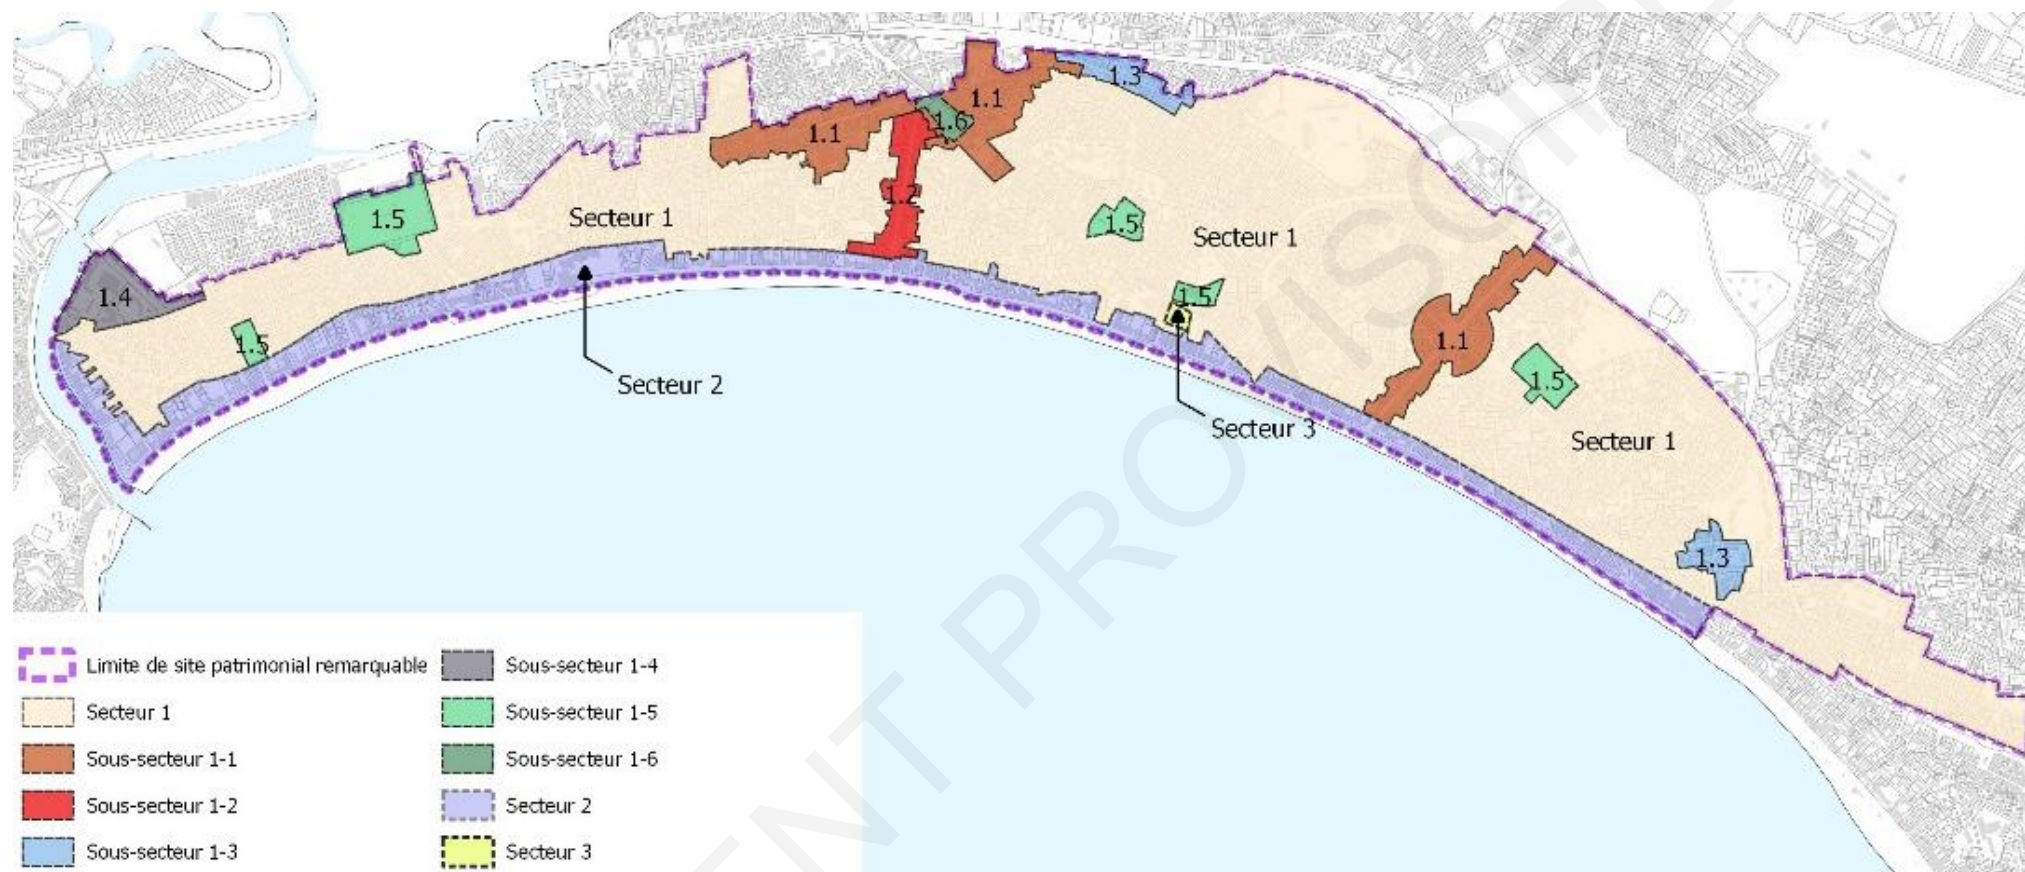 1.3
1.1
1.6
1.1
1.2
1.5
1.5
Secteur 1
Secteur 1
1.4
1.5
1.5
1.1
Secteur 2
1.5
Secteur 3
Secteur 1
1.3
Limite de site patrimonial remarquable
Secteur 1
Sous-secteur 1-1
Sous-secteur 1-2
Sous-secteur 1-3
Sous-secteur 1-4
Sous-secteur 1-5
Sous-secteur 1-6
Secteur 2
Secteur 3
ENT PROVISOI